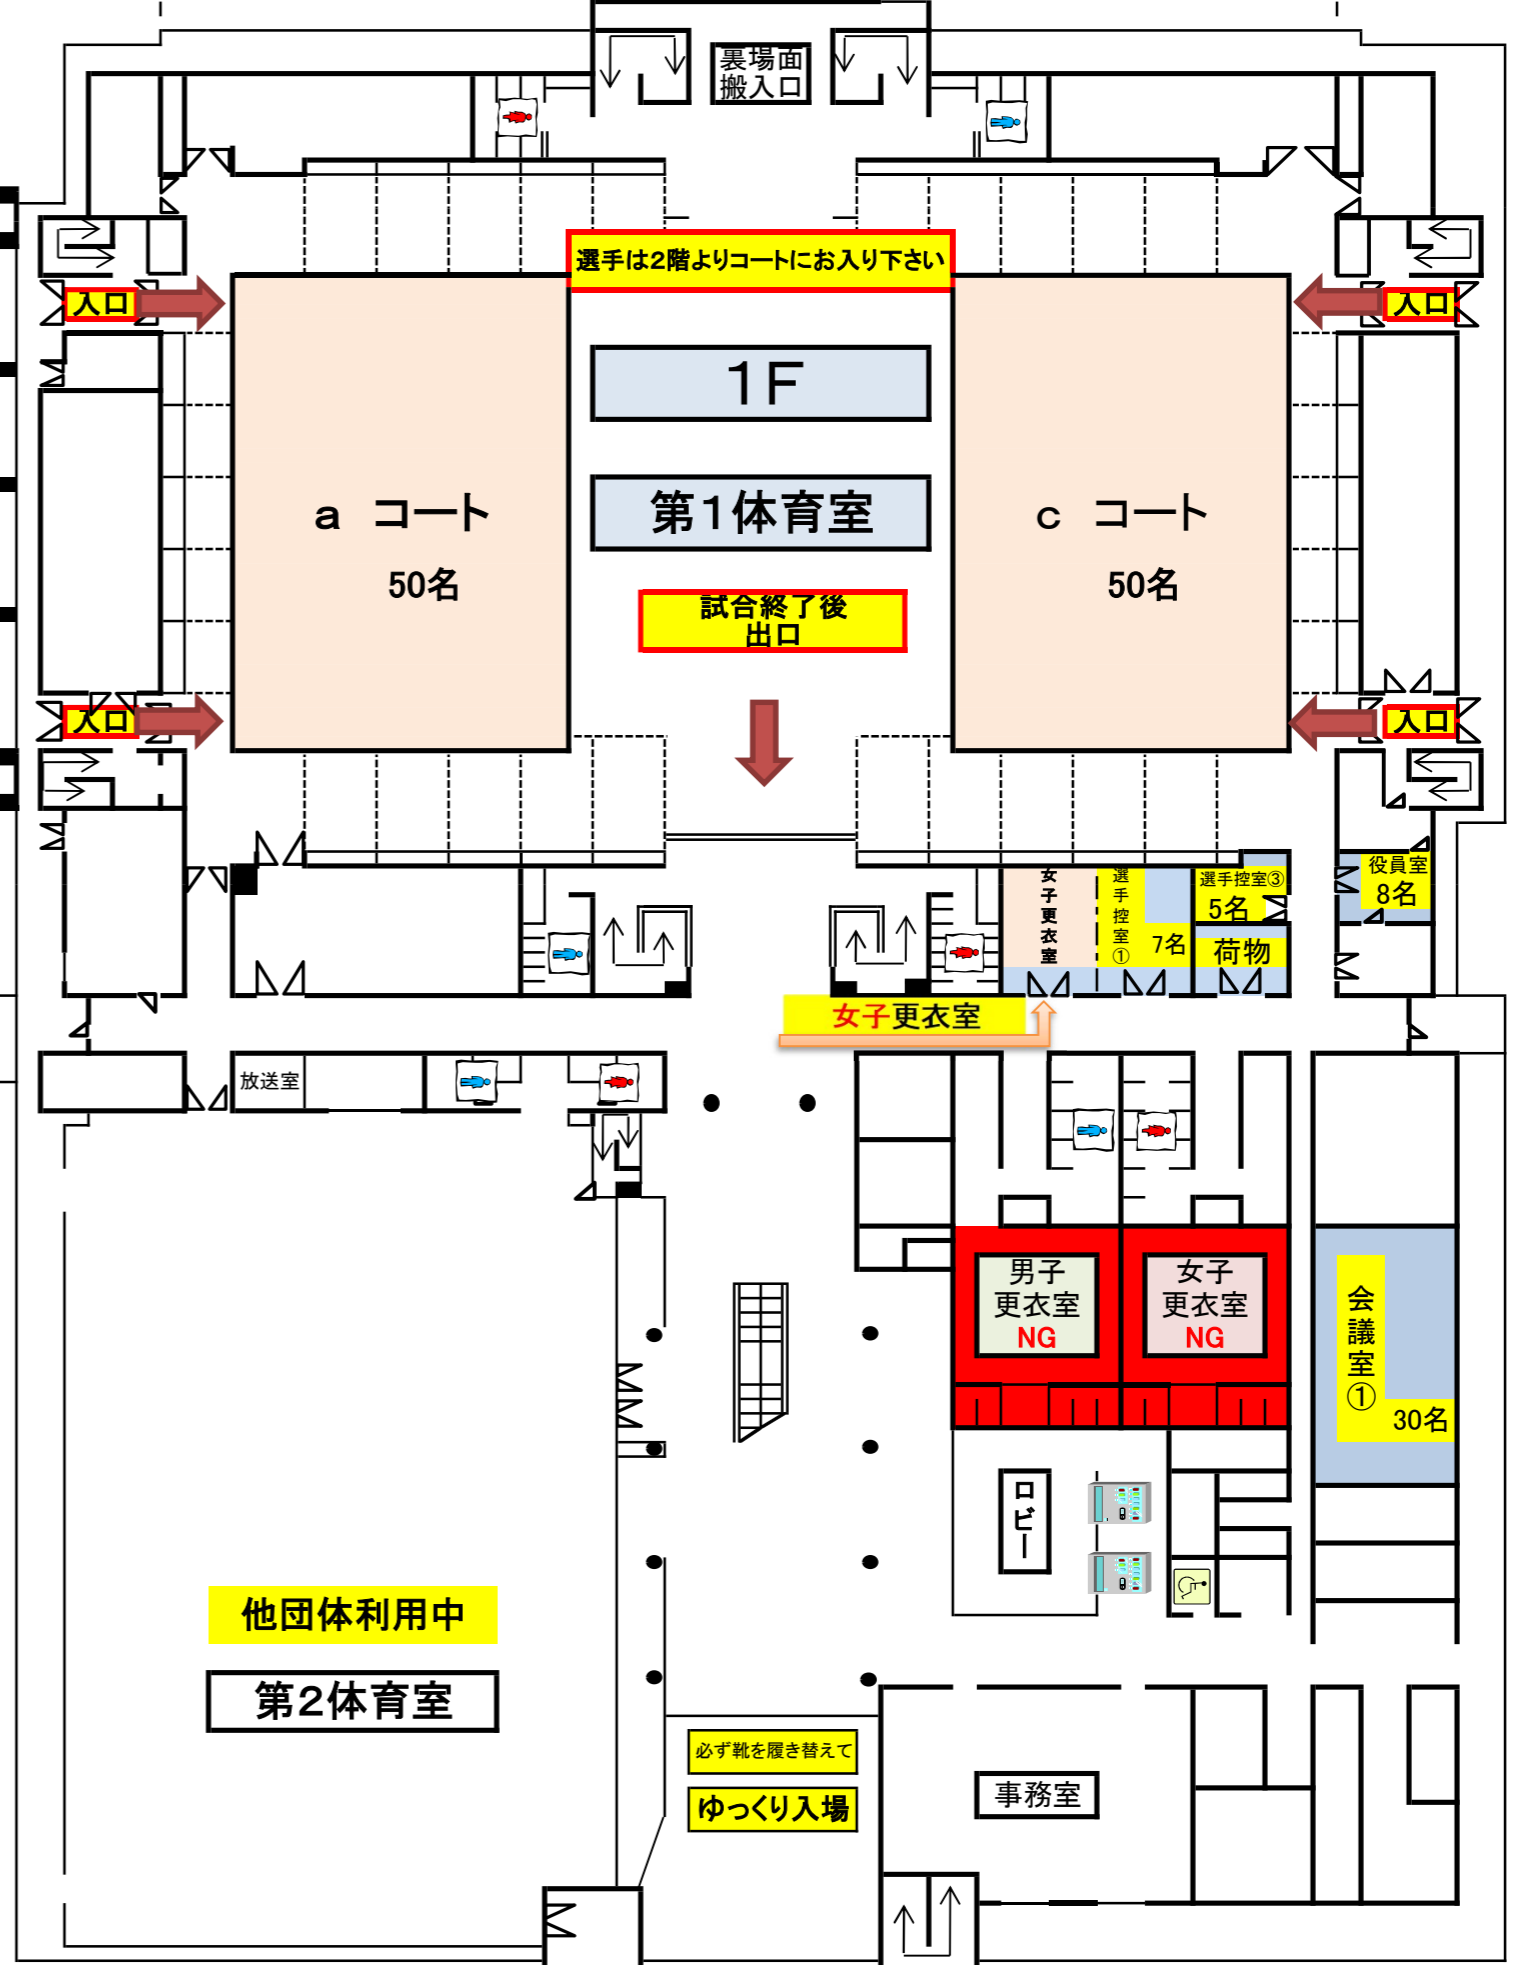 裏場面
搬入口
選手は2階よりコートにお入り下さい
入口
入口
1F
a コート
50名
第1体育室
c コート
50名
試合終了後
出口
入口
入口
女子更衣室
選手控室①
7名
選手控室③
5名
荷物
役員室
8名
女子更衣室
放送室
男子
更衣室
NG
女子
更衣室
NG
会議室①
30名
ロビー
他団体利用中
第2体育室
必ず靴を履き替えて
ゆっくり入場
事務室